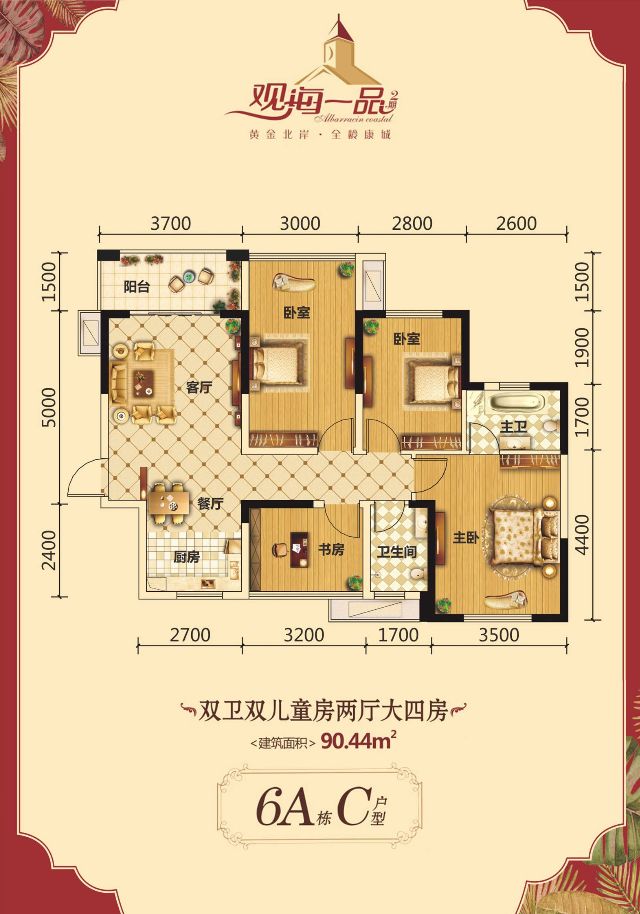 观海一品2期
Albarracin coastal
黄金北岸·全龄康城
3700 3000 2800 2600
1500
5000
2400
1500
1900
1700
4400
阳台
卧室
卧室
客厅
主卫
餐厅
厨房
书房
卫生间
主卧
2700 3200 1700 3500
双卫双儿童房两厅大四房
<建筑面积> 90.44m²
6A栋C户型